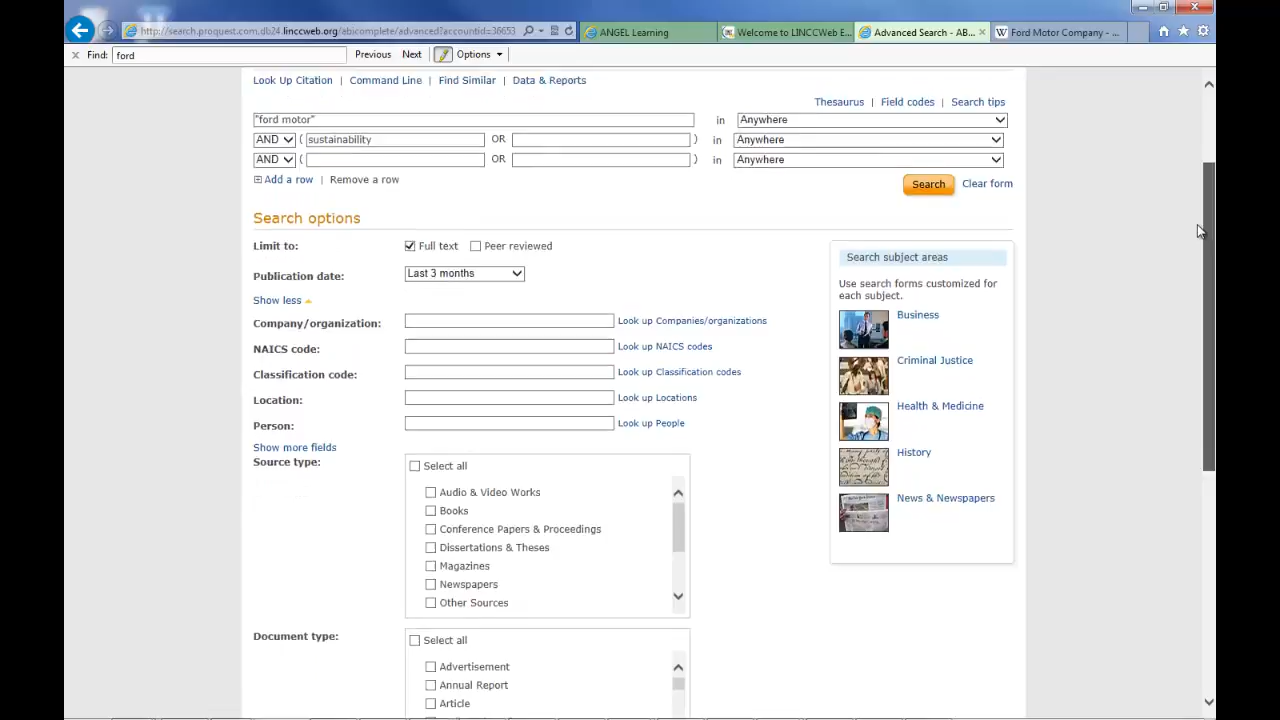 http://search.proquest.com.db24.linccweb.org/abicomplete/advanced?accountid=36653
ANGEL Learning
Welcome to LINCCWeb E...
Advanced Search - AB...
Ford Motor Company - ...
Find: ford Previous Next Options
Look Up Citation | Command Line | Find Similar | Data & Reports
Thesaurus | Field codes | Search tips
"ford motor" in Anywhere
AND ( sustainability OR ) in Anywhere
AND ( OR ) in Anywhere
Add a row | Remove a row
Search Clear form
Search options
Limit to: Full text Peer reviewed
Publication date: Last 3 months
Show less
Company/organization: Look up Companies/organizations
NAICS code: Look up NAICS codes
Classification code: Look up Classification codes
Location: Look up Locations
Person: Look up People
Show more fields
Source type:
Select all
Audio & Video Works
Books
Conference Papers & Proceedings
Dissertations & Theses
Magazines
Newspapers
Other Sources
Document type:
Select all
Advertisement
Annual Report
Article
Search subject areas
Use search forms customized for
each subject.
Business
Criminal Justice
Health & Medicine
History
News & Newspapers